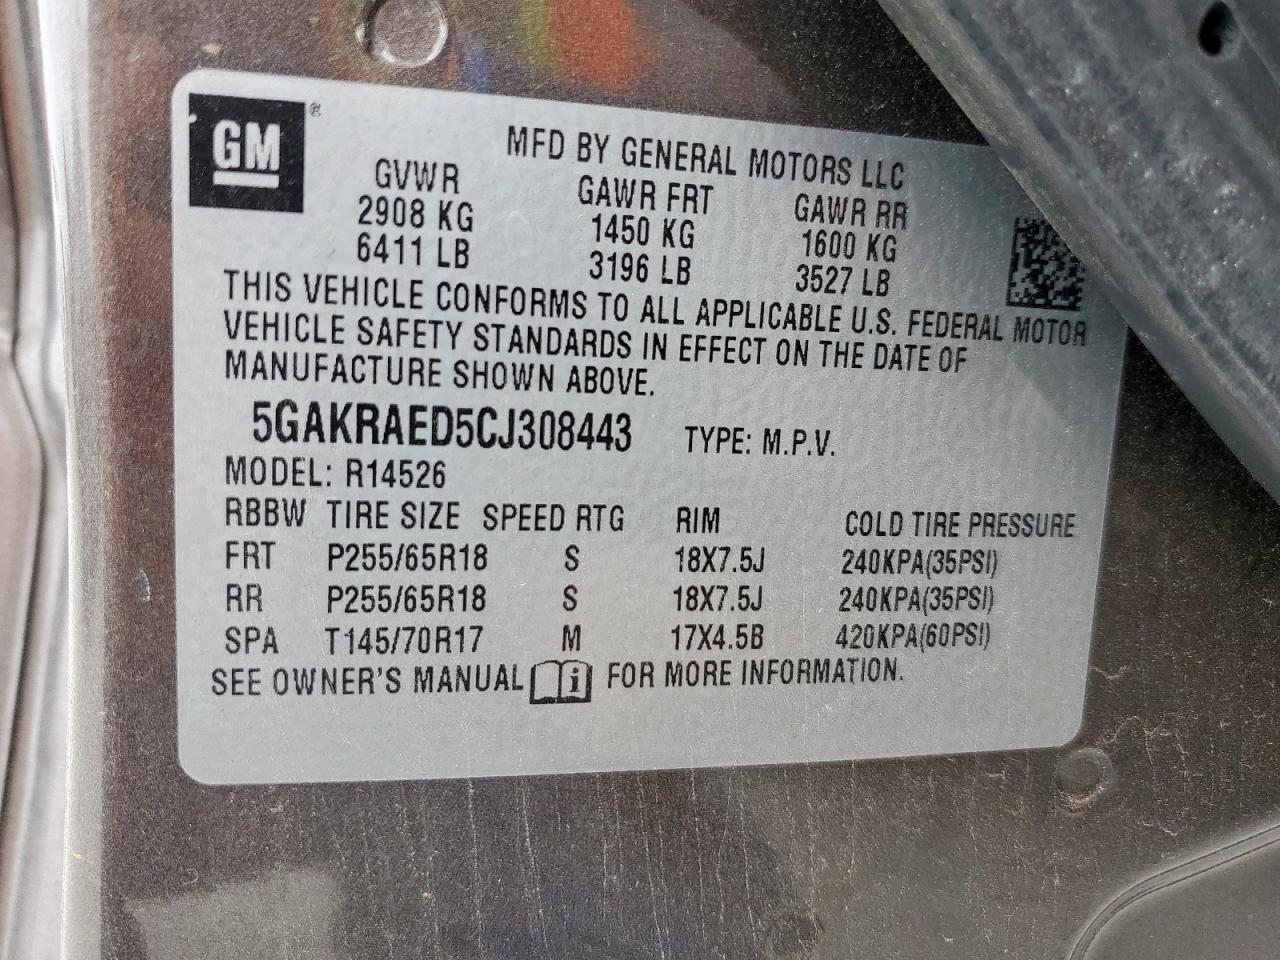 GM ®
MFD BY GENERAL MOTORS LLC
GVWR GAWR FRT GAWR RR
2908 KG 1450 KG 1600 KG
6411 LB 3196 LB 3527 LB
THIS VEHICLE CONFORMS TO ALL APPLICABLE U.S. FEDERAL MOTOR
VEHICLE SAFETY STANDARDS IN EFFECT ON THE DATE OF
MANUFACTURE SHOWN ABOVE.
5GAKRAED5CJ308443 TYPE: M.P.V.
MODEL: R14526
RBBW TIRE SIZE SPEED RTG RIM COLD TIRE PRESSURE
FRT P255/65R18 S 18X7.5J 240KPA(35PSI)
RR P255/65R18 S 18X7.5J 240KPA(35PSI)
SPA T145/70R17 M 17X4.5B 420KPA(60PSI)
SEE OWNER'S MANUAL i FOR MORE INFORMATION.